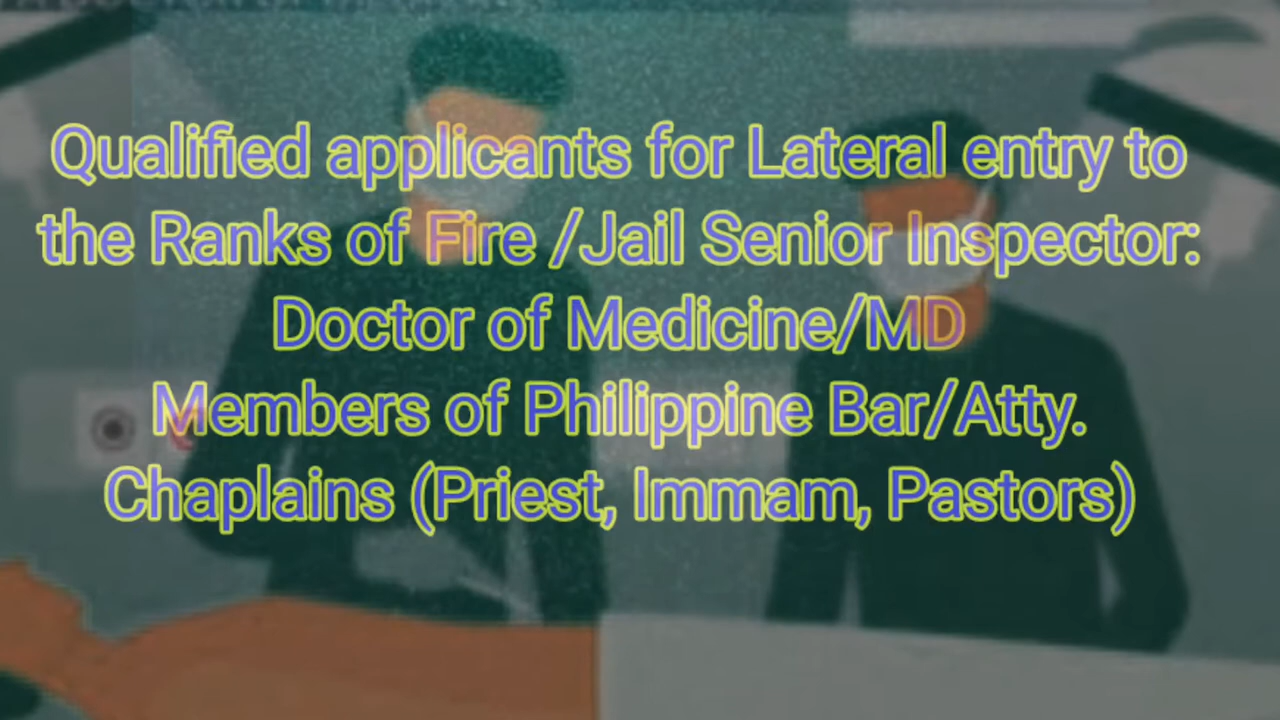 Qualified applicants for Lateral entry to
the Ranks of Fire /Jail Senior Inspector:
Doctor of Medicine/MD
Members of Philippine Bar/Atty.
Chaplains (Priest, Immam, Pastors)